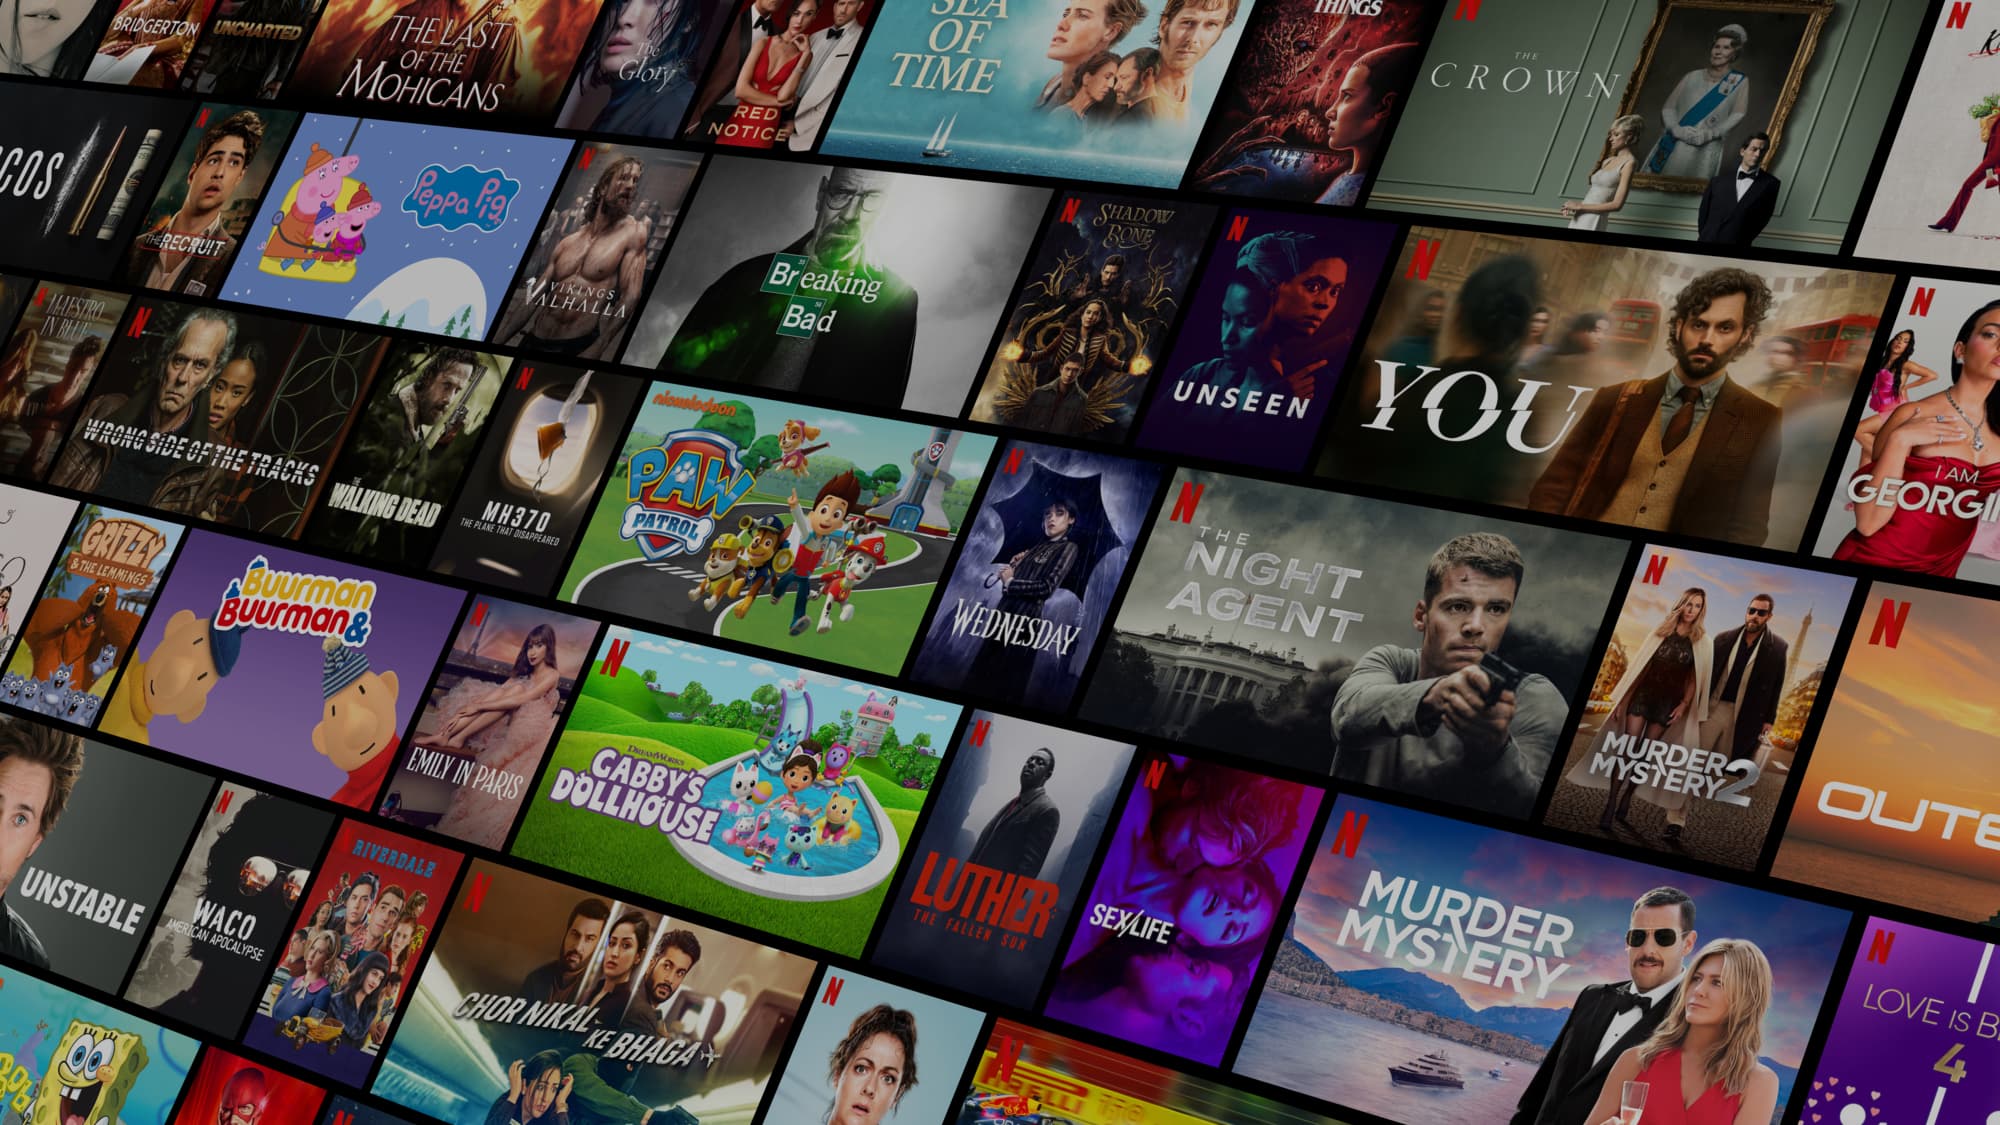 BRIDGERTON
UNCHARTED
THE LAST
OF THE
MOHICANS
The
Glory
RED
NOTICE
SEA
OF
TIME
THINGS
THE
CROWN
COS
THE RECRUIT
Peppa Pig
VIKINGS
VALHALLA
Breaking
Bad
SHADOW
BONE
UNSEEN
YOU
I AM
GEORGI
MAESTRO
IN BLUE
WRONG SIDE OF THE TRACKS
THE
WALKING DEAD
MH370
THE PLANE THAT DISAPPEARED
nickelodeon
PAW
PATROL
WEDNESDAY
THE
NIGHT
AGENT
MURDER
MYSTERY 2
OUTE
GRIZZY
& THE LEMMINGS
BUURMAN
BUURMAN&
EMILY IN PARIS
DREAMWORKS
GABBY'S
DOLLHOUSE
LUTHER
THE FALLEN SUN
SEX/LIFE
MURDER
MYSTERY
LOVE IS B
4
UNSTABLE
WACO
AMERICAN APOCALYPSE
RIVERDALE
CHOR NIKAL
KE BHAGA